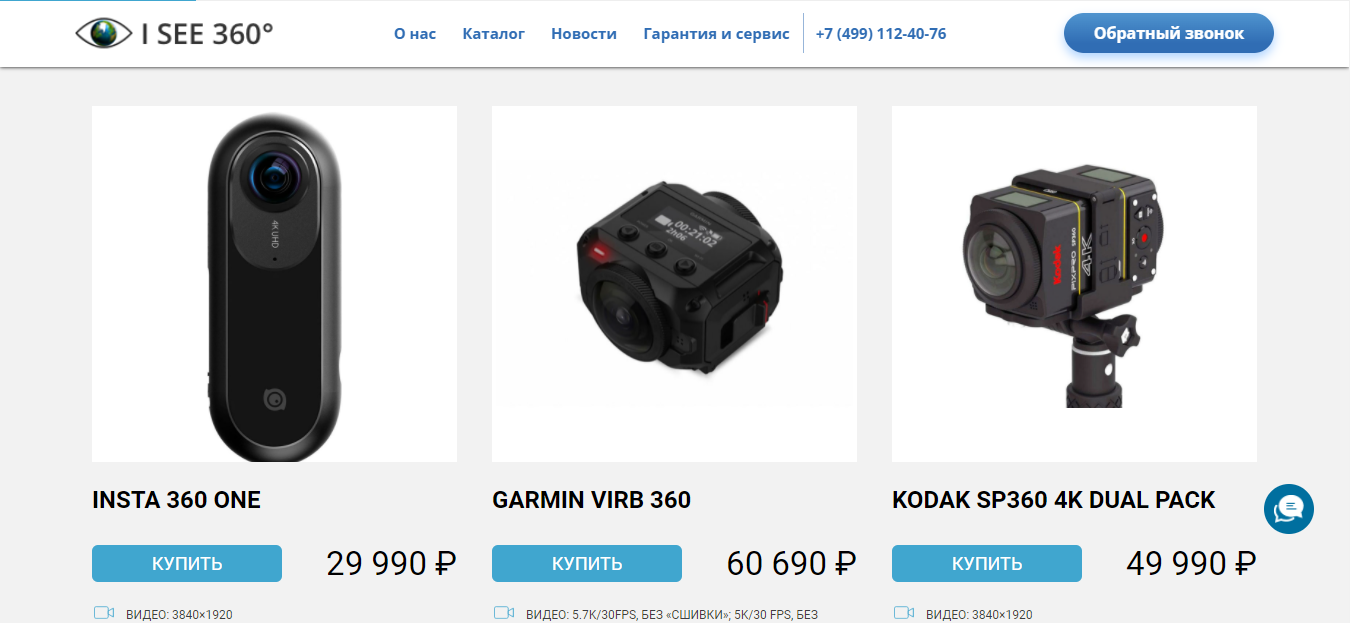 I SEE 360°
О нас
Каталог
Новости
Гарантия и сервис
+7 (499) 112-40-76
Обратный звонок
4K UHD
GARMIN
00:21:02
2h06
Kodak
PIXPRO SP360
4K
INSTA 360 ONE
GARMIN VIRB 360
KODAK SP360 4K DUAL PACK
КУПИТЬ
29 990 ₽
КУПИТЬ
60 690 ₽
КУПИТЬ
49 990 ₽
ВИДЕО: 3840×1920
ВИДЕО: 5.7K/30FPS, БЕЗ «СШИВКИ»; 5K/30 FPS, БЕЗ
ВИДЕО: 3840×1920